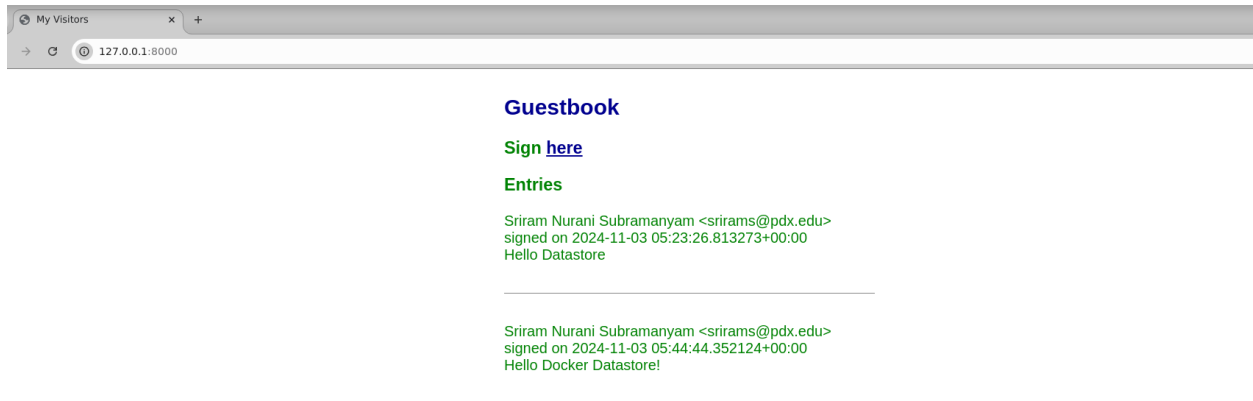 My Visitors
127.0.0.1:8000
Guestbook
Sign here
Entries
Sriram Nurani Subramanyam <srirams@pdx.edu>
signed on 2024-11-03 05:23:26.813273+00:00
Hello Datastore
Sriram Nurani Subramanyam <srirams@pdx.edu>
signed on 2024-11-03 05:44:44.352124+00:00
Hello Docker Datastore!